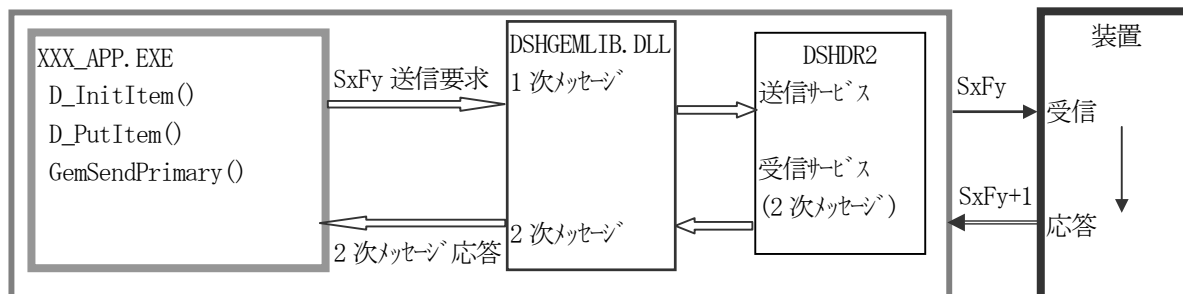 XXX_APP.EXE
D_InitItem()
D_PutItem()
GemSendPrimary()
SxFy 送信要求
2 次ﾒｯｾｰｼﾞ応答
DSHGEMLIB.DLL
1 次ﾒｯｾｰｼﾞ
2 次ﾒｯｾｰｼﾞ
DSHDR2
送信ｻｰﾋﾞｽ
受信ｻｰﾋﾞｽ
(2 次ﾒｯｾｰｼﾞ)
SxFy
SxFy+1
装置
受信
応答